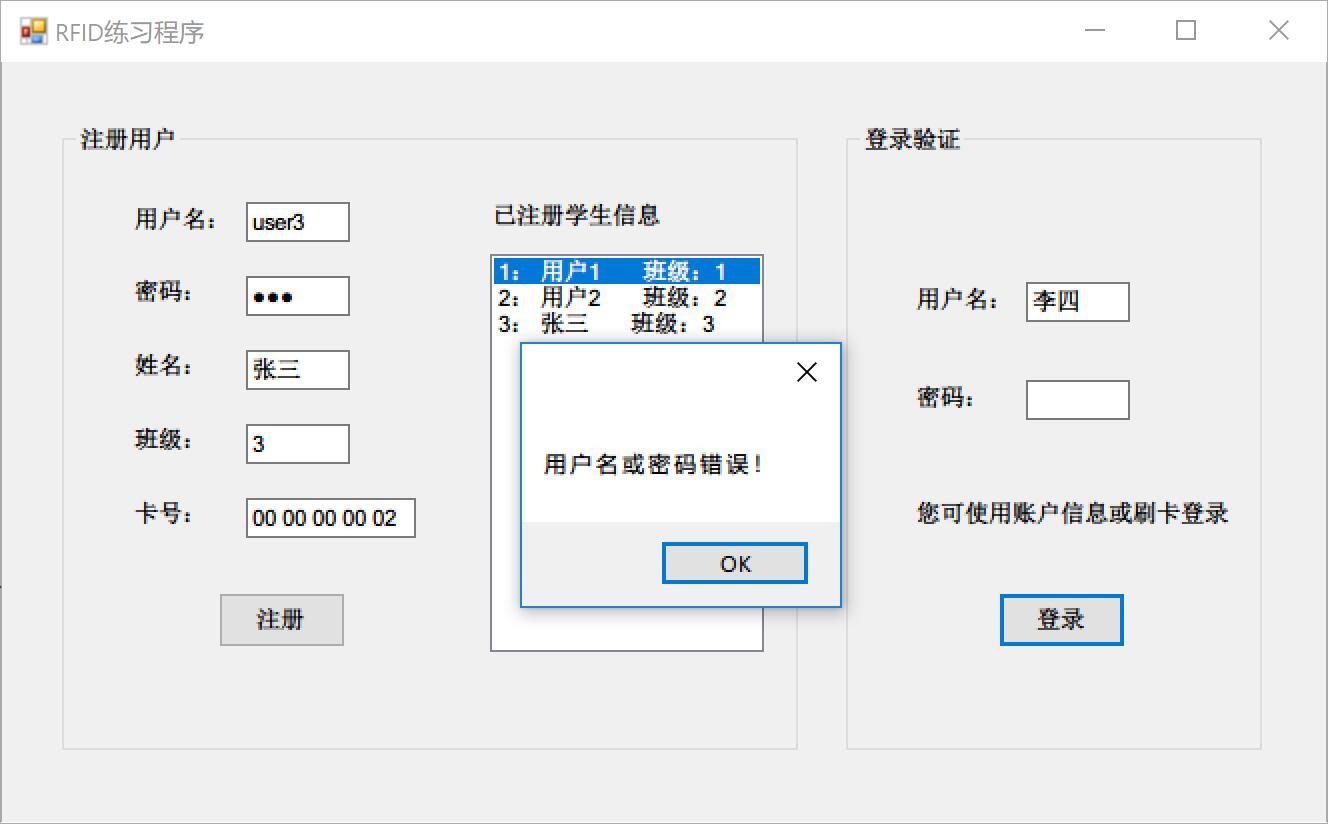 RFID练习程序
注册用户
用户名：
user3
密码：
●●●
姓名：
张三
班级：
3
卡号：
00 00 00 00 02
注册
已注册学生信息
1： 用户1 班级：1
2： 用户2 班级：2
3： 张三 班级：3
用户名或密码错误！
OK
登录验证
用户名：
李四
密码：
您可使用账户信息或刷卡登录
登录